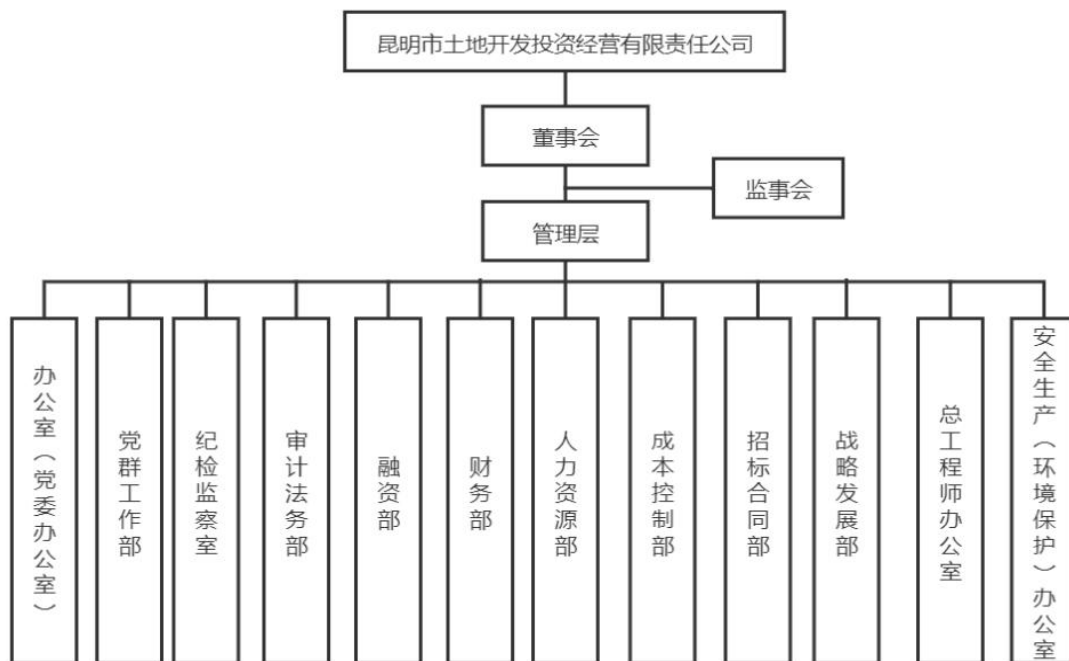 昆明市土地开发投资经营有限责任公司
董事会
监事会
管理层
办公室（党委办公室）
党群工作部
纪检监察室
审计法务部
融资部
财务部
人力资源部
成本控制部
招标合同部
战略发展部
总工程师办公室
安全生产（环境保护）办公室